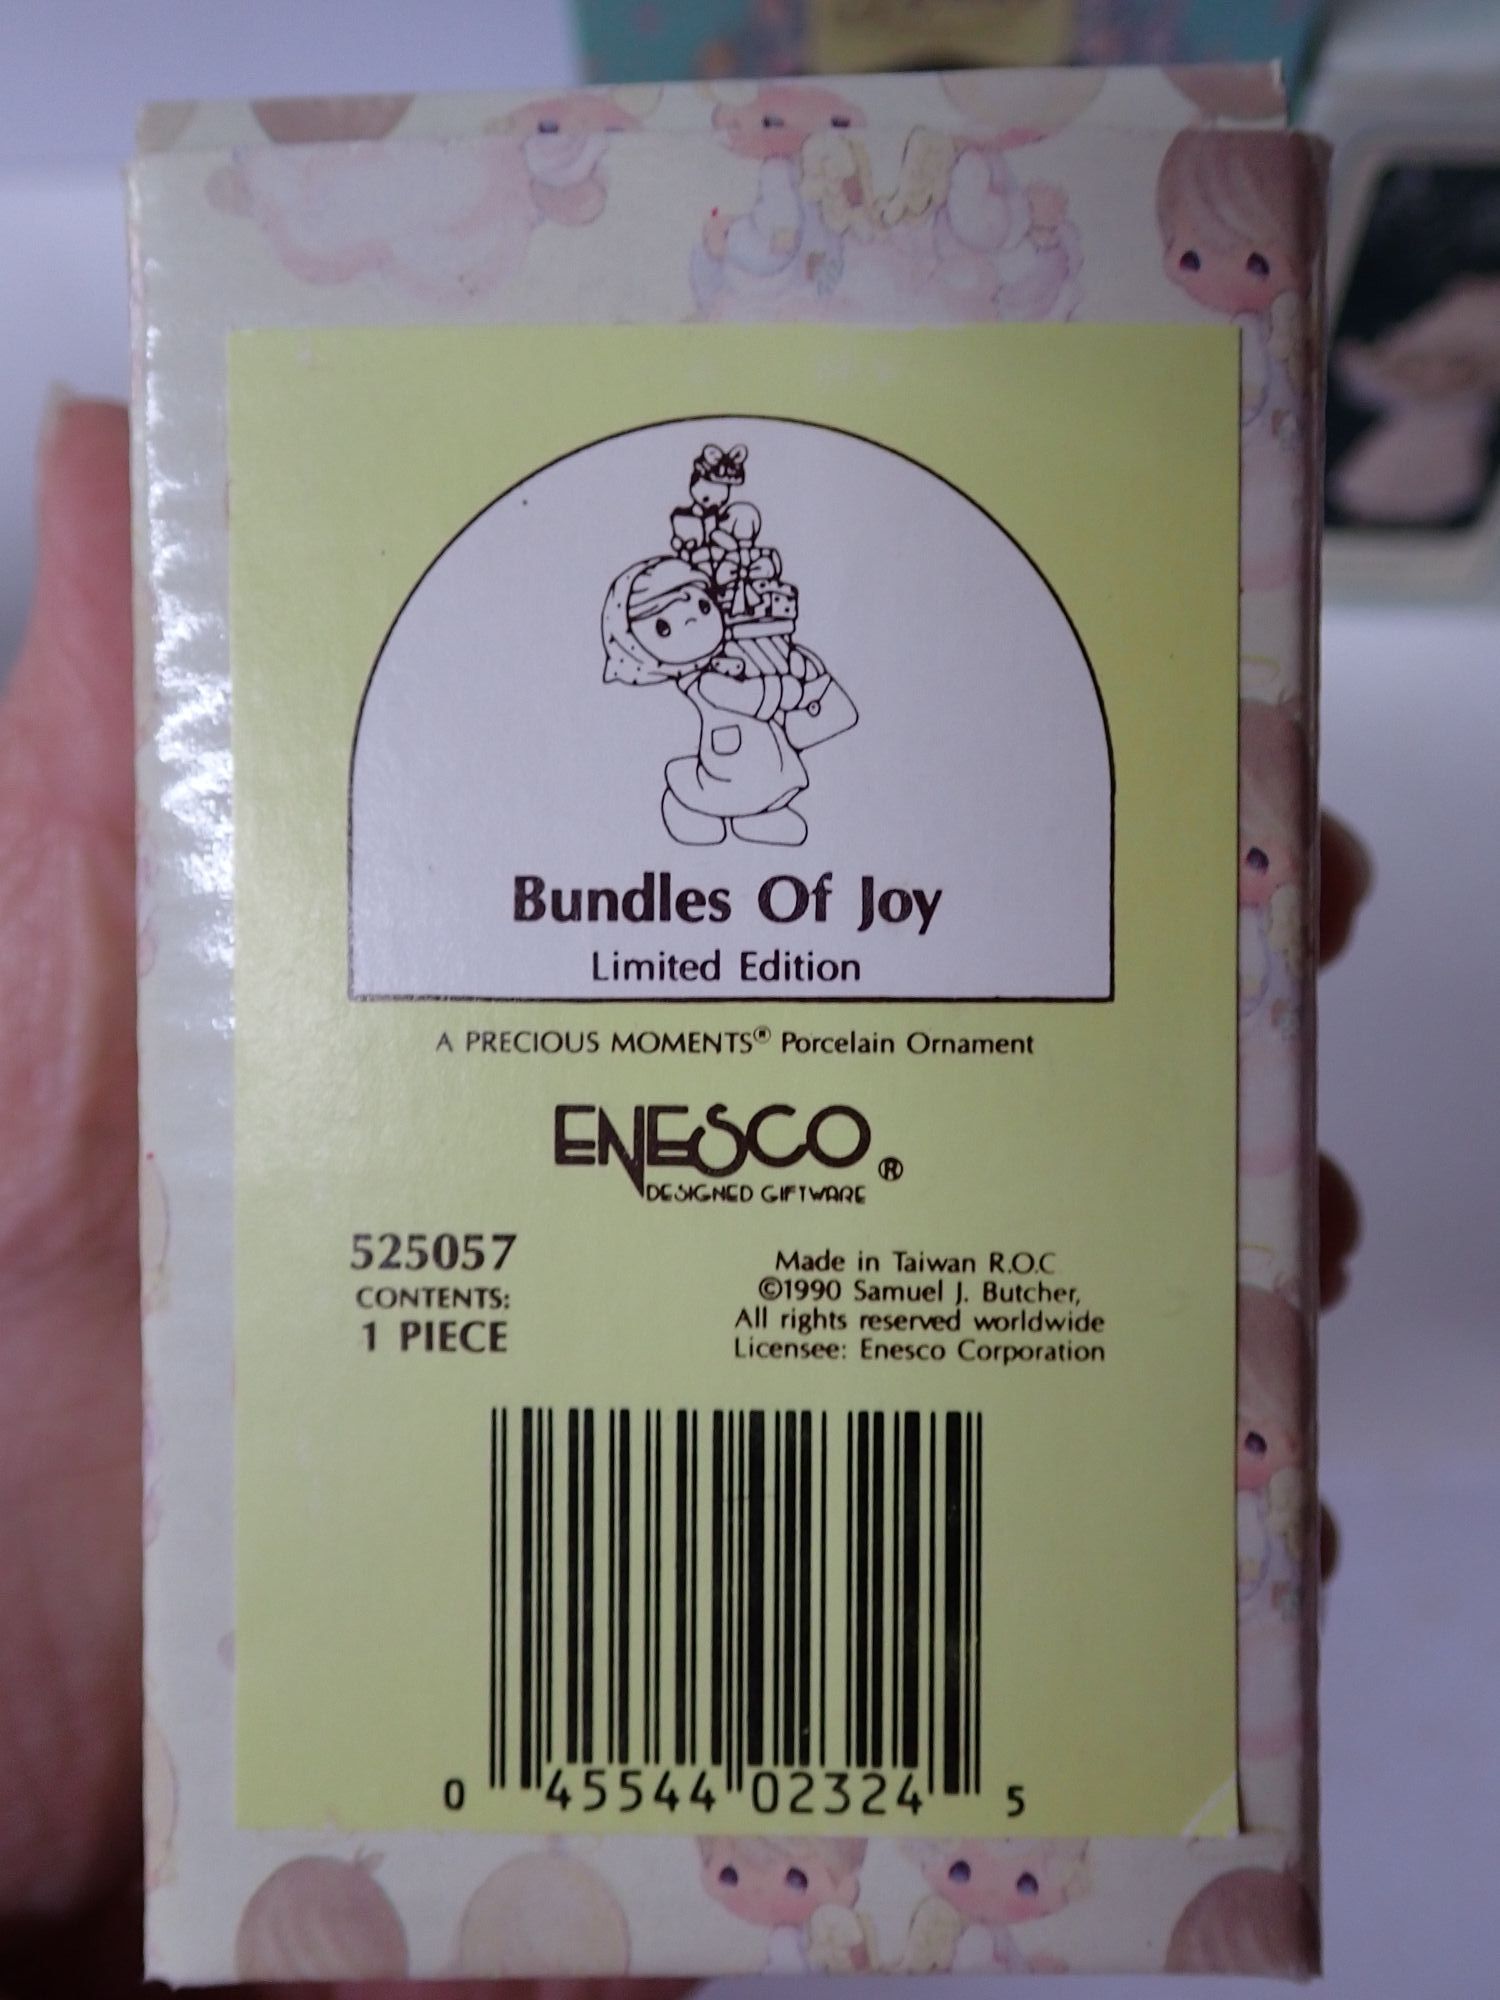 Bundles Of Joy
Limited Edition
A PRECIOUS MOMENTS® Porcelain Ornament
ENESCO®
DESIGNED GIFTWARE
525057
CONTENTS:
1 PIECE
Made in Taiwan R.O.C
©1990 Samuel J. Butcher,
All rights reserved worldwide
Licensee: Enesco Corporation
0 45544 02324 5